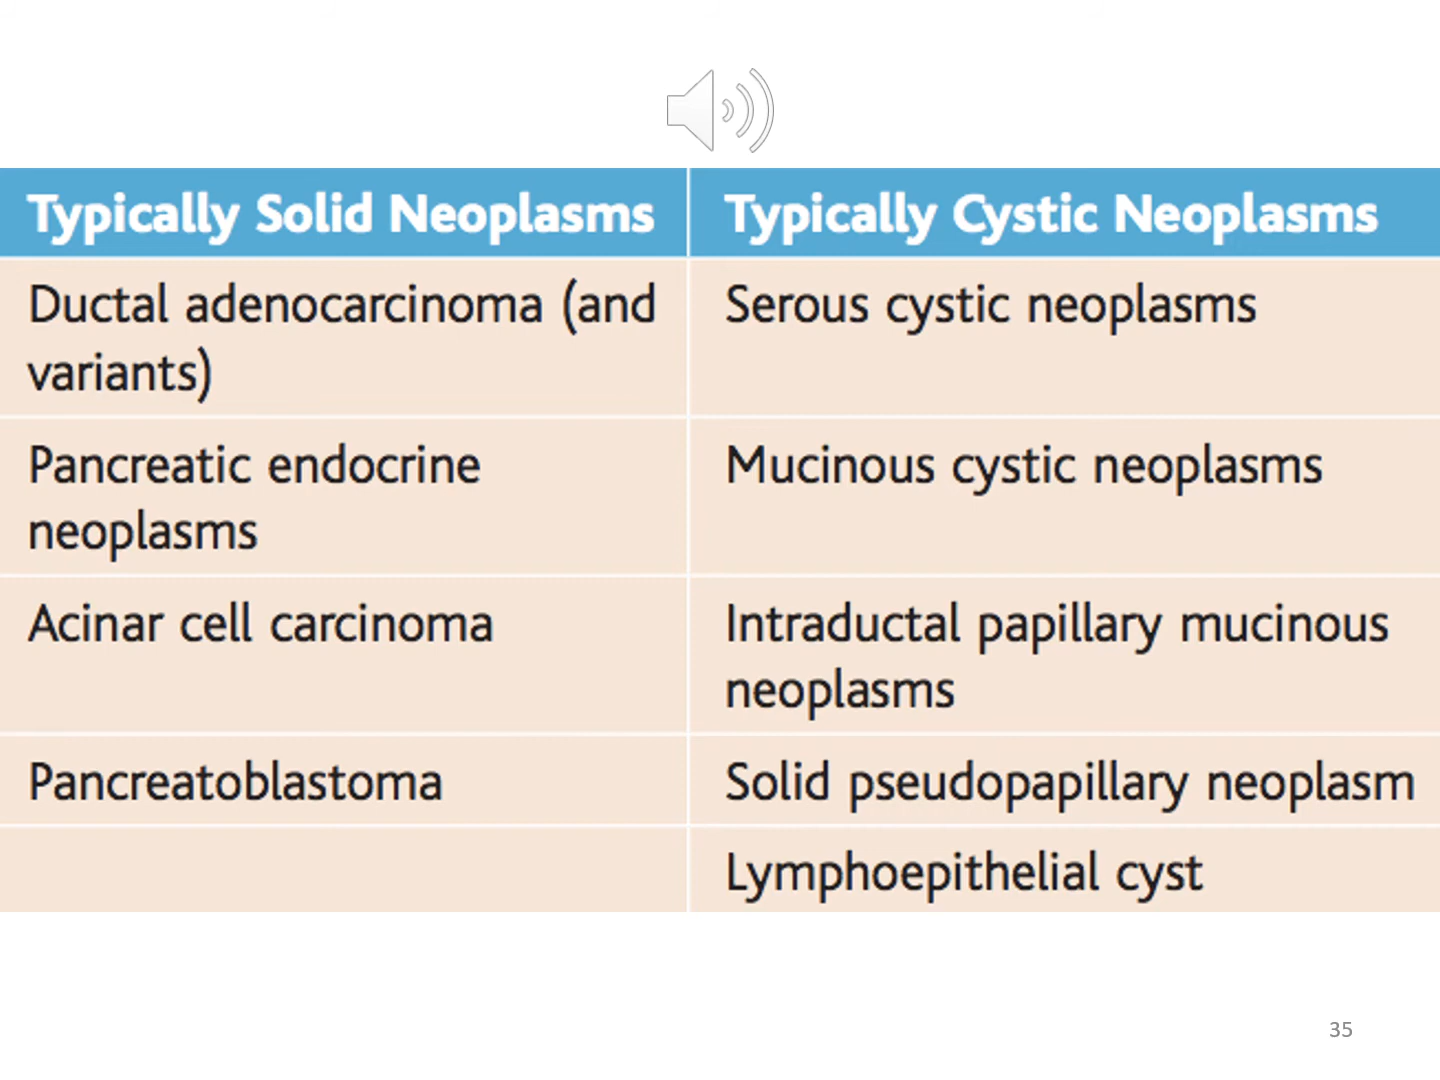 Typically Solid Neoplasms
Typically Cystic Neoplasms
Ductal adenocarcinoma (and
variants)
Serous cystic neoplasms
Pancreatic endocrine
neoplasms
Mucinous cystic neoplasms
Acinar cell carcinoma
Intraductal papillary mucinous
neoplasms
Pancreatoblastoma
Solid pseudopapillary neoplasm
Lymphoepithelial cyst
35